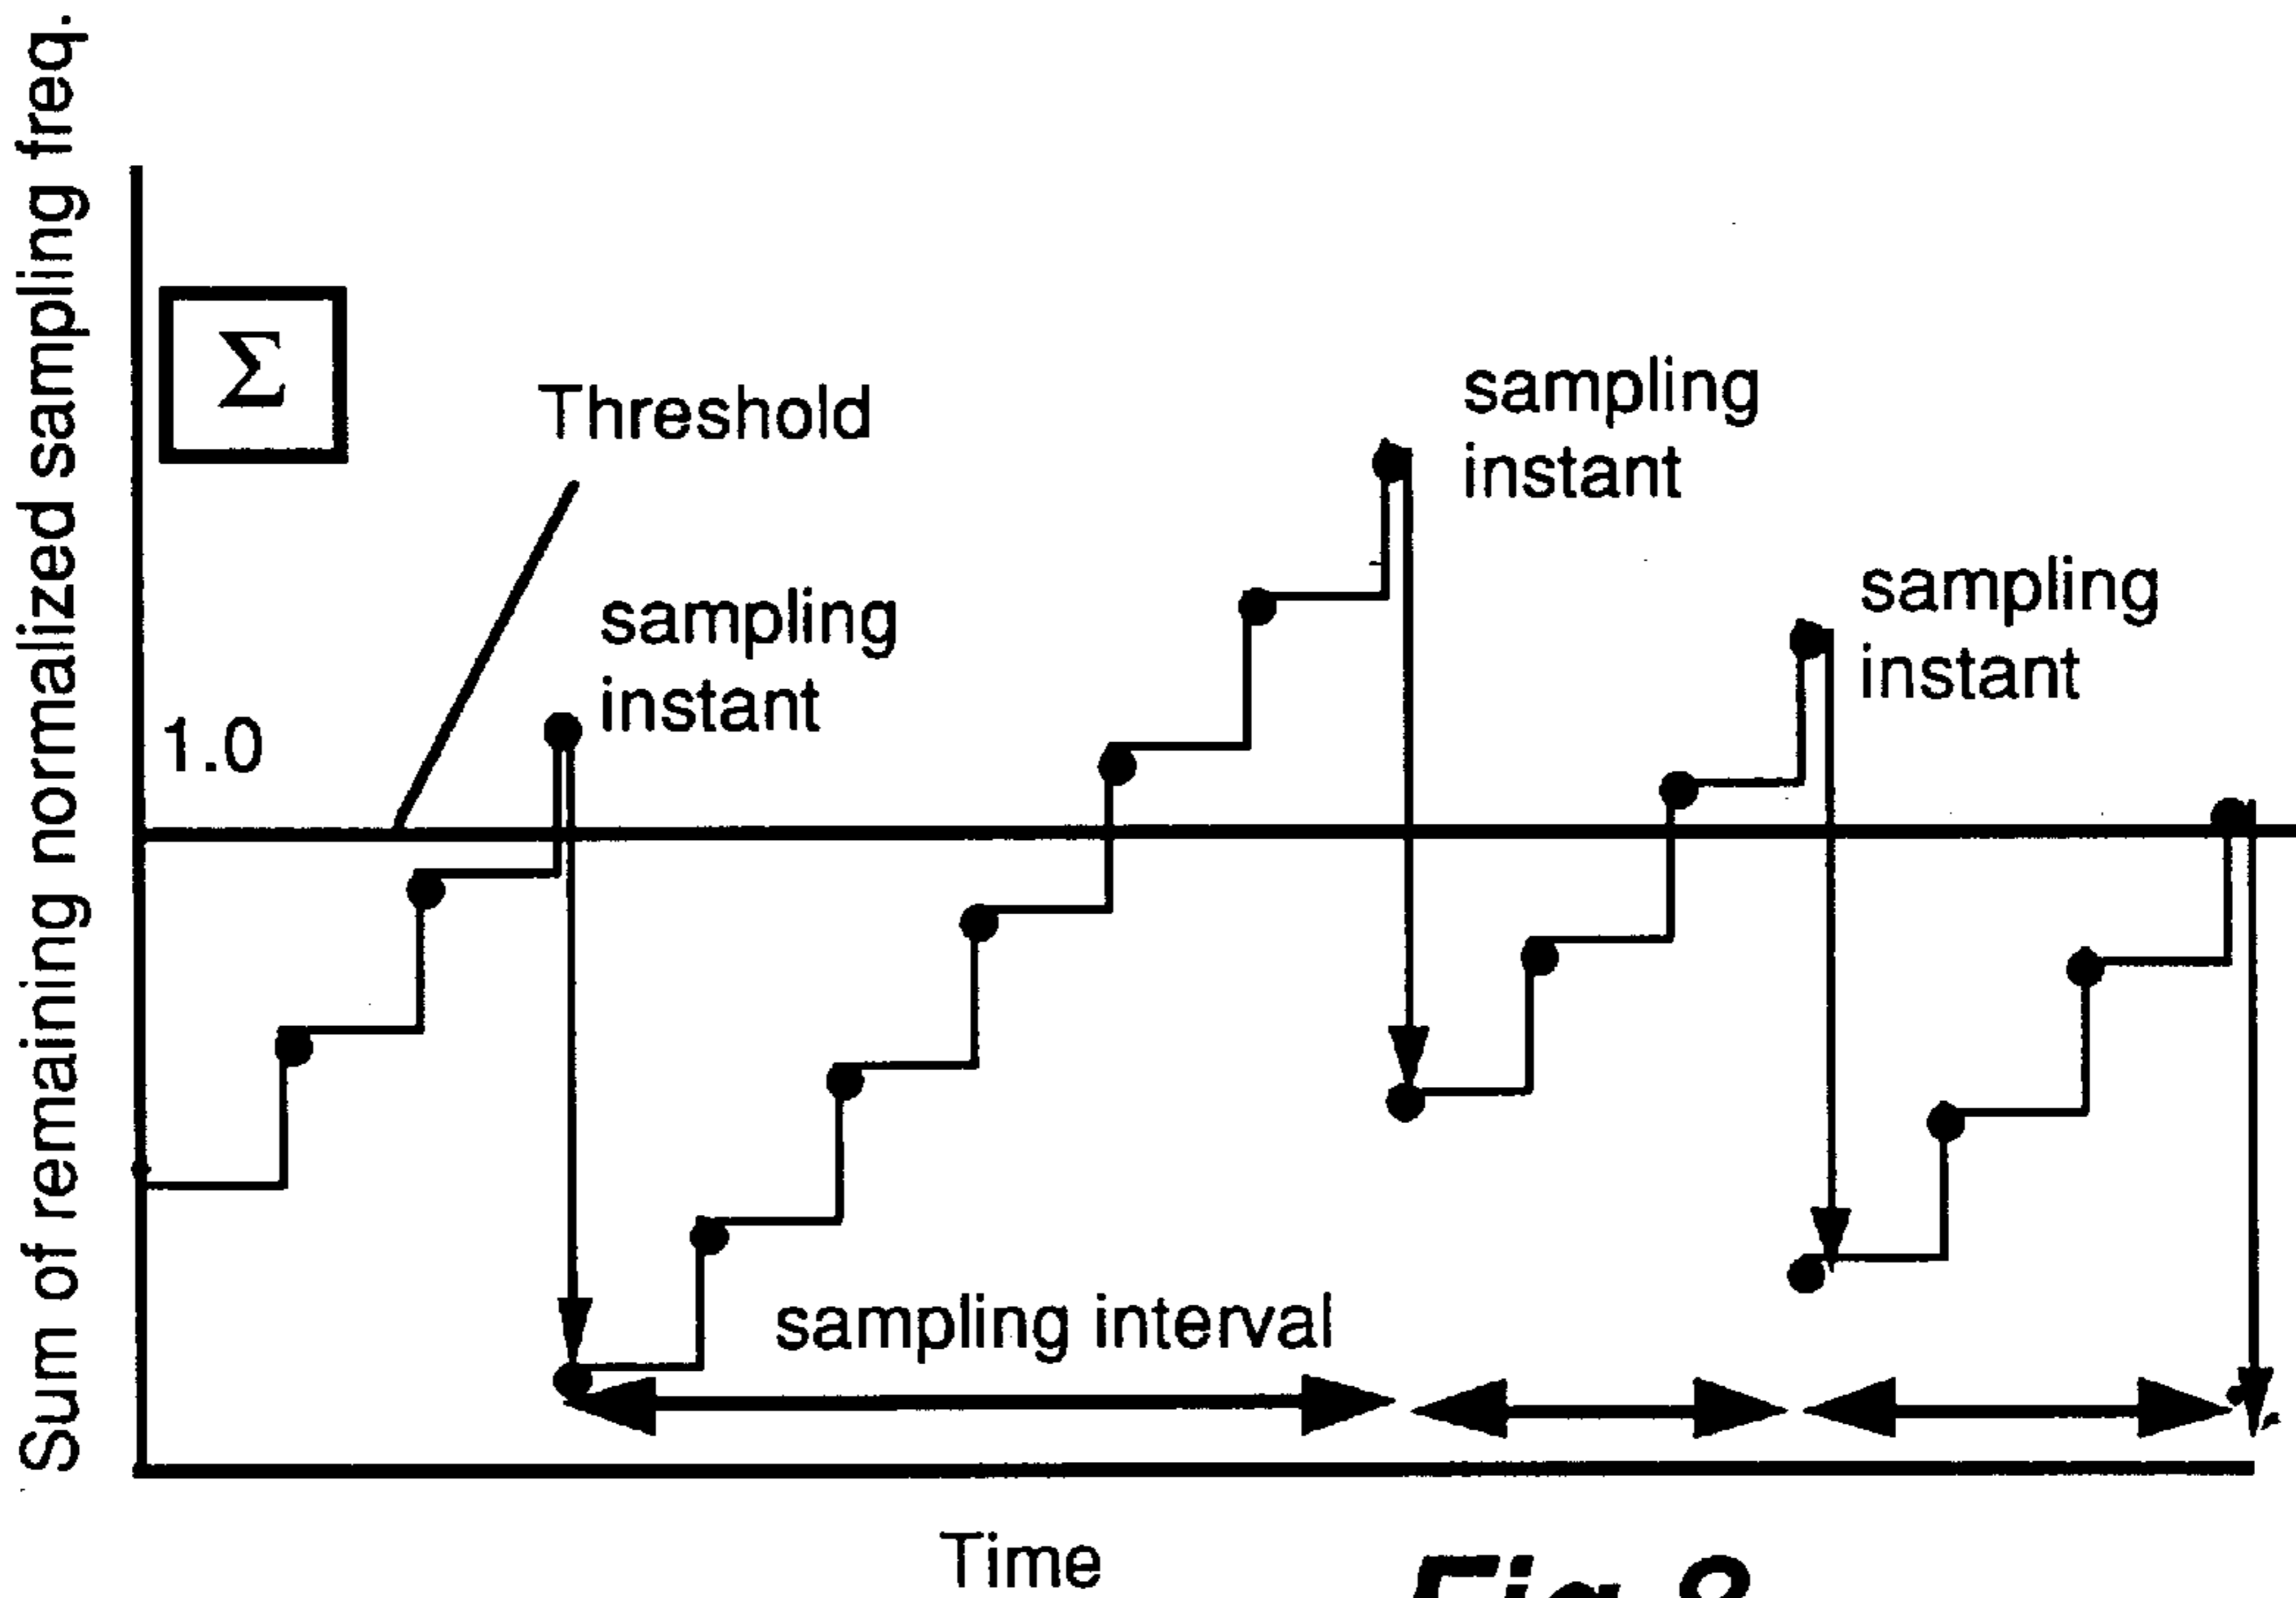 Sum of remaining normalized sampling freq.
Σ
Threshold
sampling
instant
sampling
instant
sampling
instant
1.0
sampling interval
Time